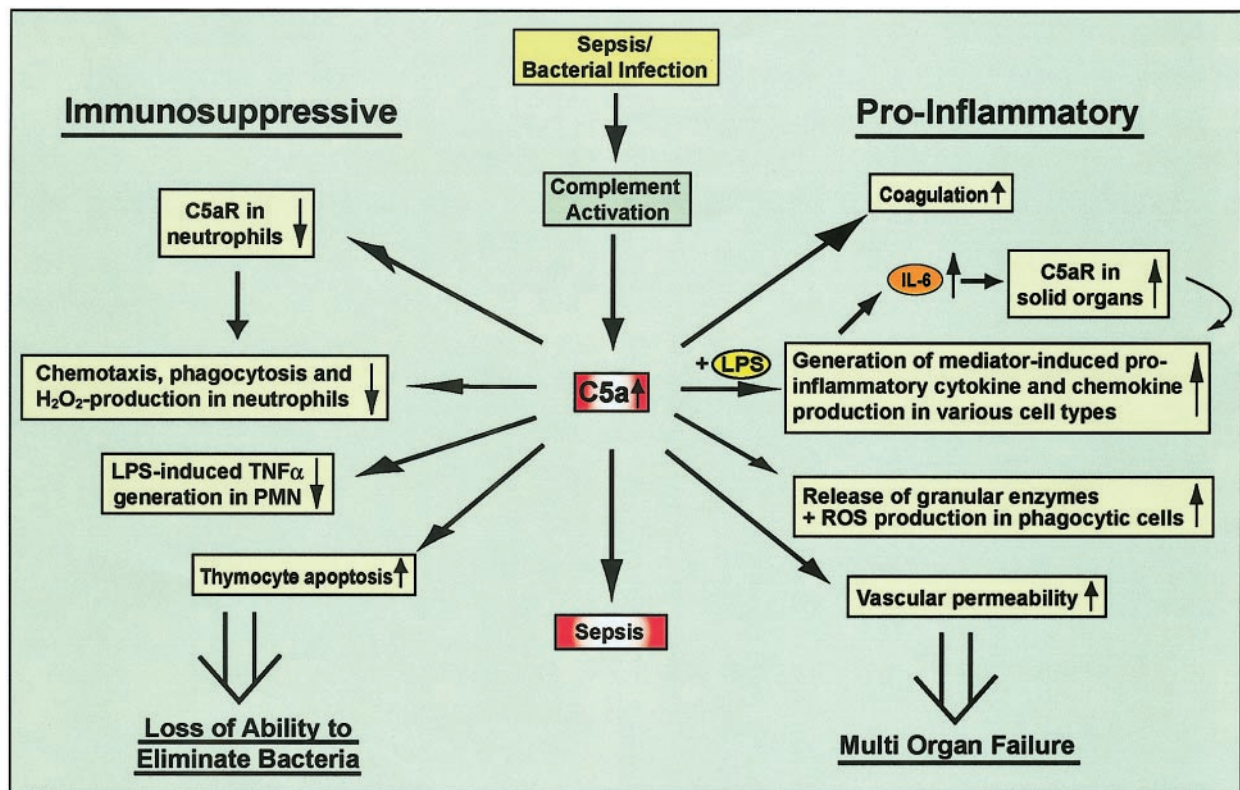 Sepsis/
Bacterial Infection
Immunosuppressive
Pro-Inflammatory
Complement
Activation
Coagulation
C5aR in
neutrophils
IL-6
C5aR in
solid organs
+ LPS
Chemotaxis, phagocytosis and
H₂O₂-production in neutrophils
C5a
Generation of mediator-induced pro-
inflammatory cytokine and chemokine
production in various cell types
LPS-induced TNFα
generation in PMN
Release of granular enzymes
+ ROS production in phagocytic cells
Thymocyte apoptosis
Vascular permeability
Sepsis
Loss of Ability to
Eliminate Bacteria
Multi Organ Failure